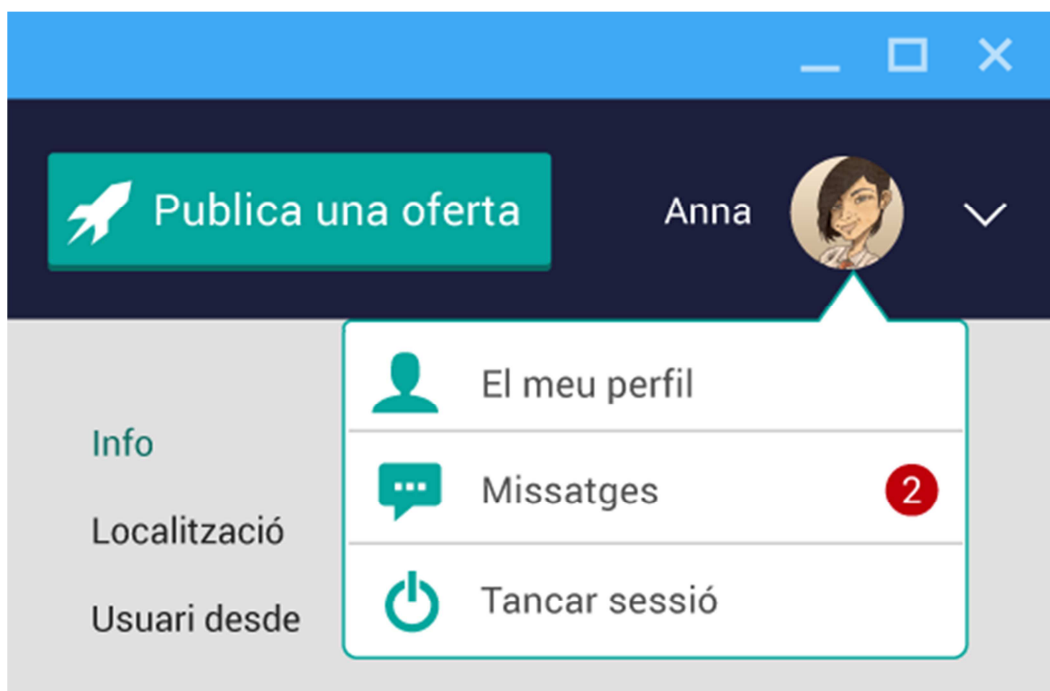 Publica una oferta
Anna
El meu perfil
Missatges
2
Tancar sessió
Info
Localització
Usuari desde